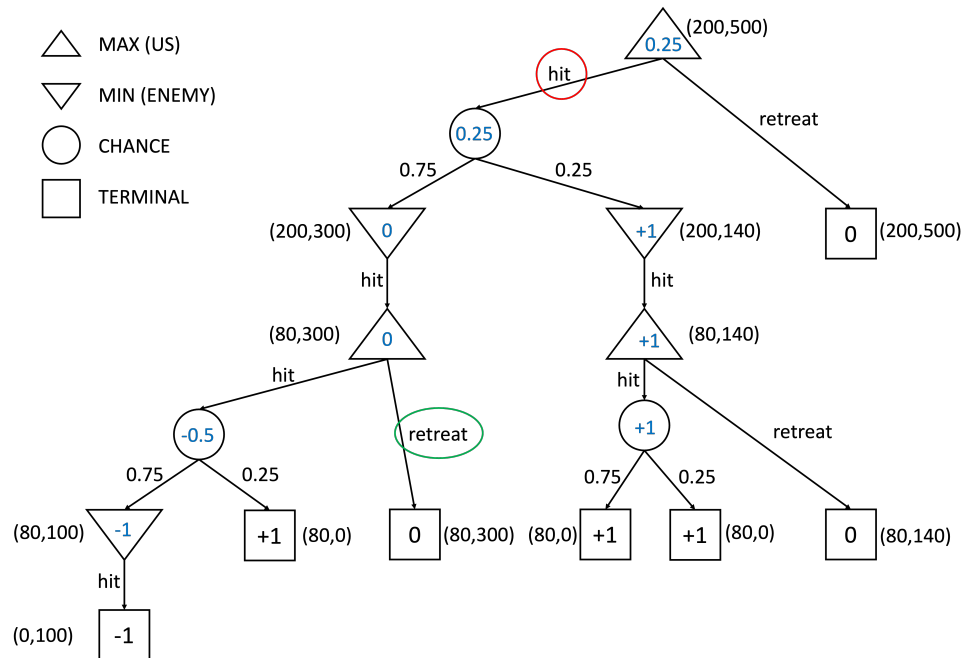 MAX (US)
MIN (ENEMY)
CHANCE
TERMINAL
0.25
(200,500)
hit
retreat
0.25
0.75
0.25
(200,300)
0
+1
(200,140)
0
(200,500)
hit
hit
(80,300)
0
+1
(80,140)
hit
hit
-0.5
retreat
+1
retreat
0.75
0.25
0.75
0.25
(80,100)
-1
+1
(80,0)
0
(80,300)
(80,0)
+1
+1
(80,0)
0
(80,140)
hit
(0,100)
-1